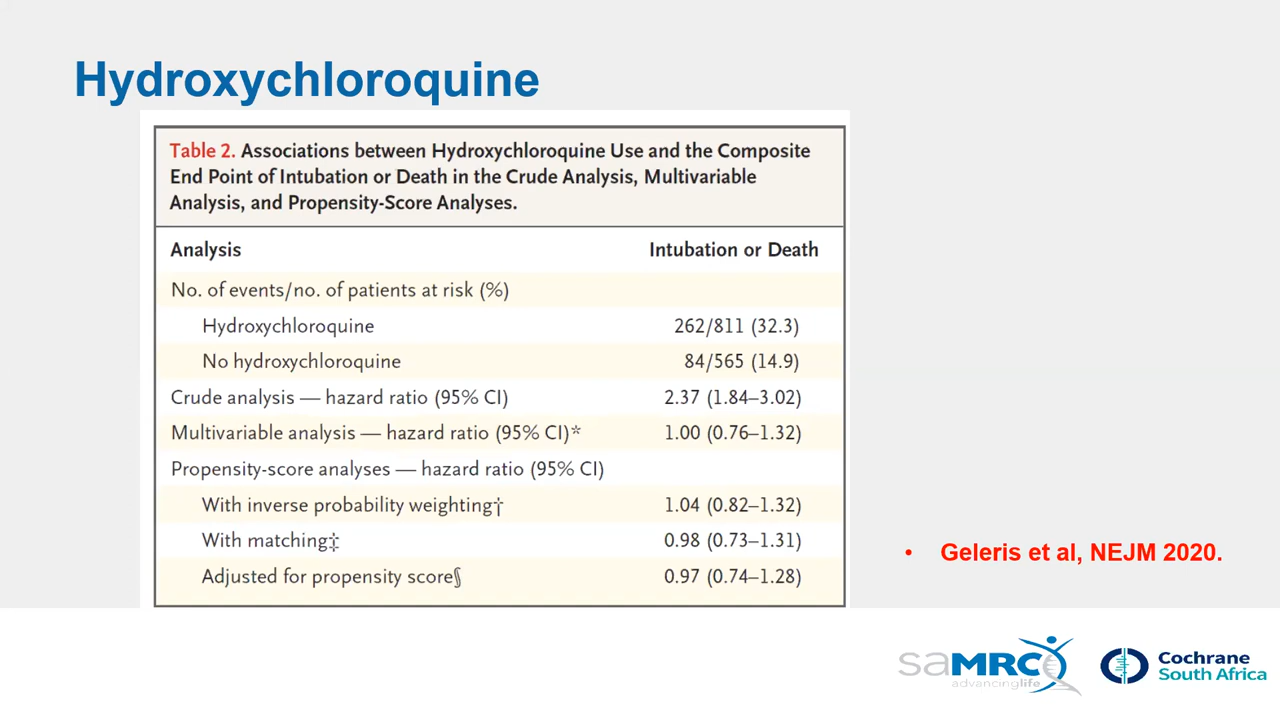 Hydroxychloroquine
Table 2. Associations between Hydroxychloroquine Use and the Composite
End Point of Intubation or Death in the Crude Analysis, Multivariable
Analysis, and Propensity-Score Analyses.
Analysis Intubation or Death
No. of events/no. of patients at risk (%)
Hydroxychloroquine 262/811 (32.3)
No hydroxychloroquine 84/565 (14.9)
Crude analysis — hazard ratio (95% CI) 2.37 (1.84–3.02)
Multivariable analysis — hazard ratio (95% CI)* 1.00 (0.76–1.32)
Propensity-score analyses — hazard ratio (95% CI)
With inverse probability weighting† 1.04 (0.82–1.32)
With matching‡ 0.98 (0.73–1.31)
Adjusted for propensity score§ 0.97 (0.74–1.28)
• Geleris et al, NEJM 2020.
saMRC
advancinglife
Cochrane
South Africa